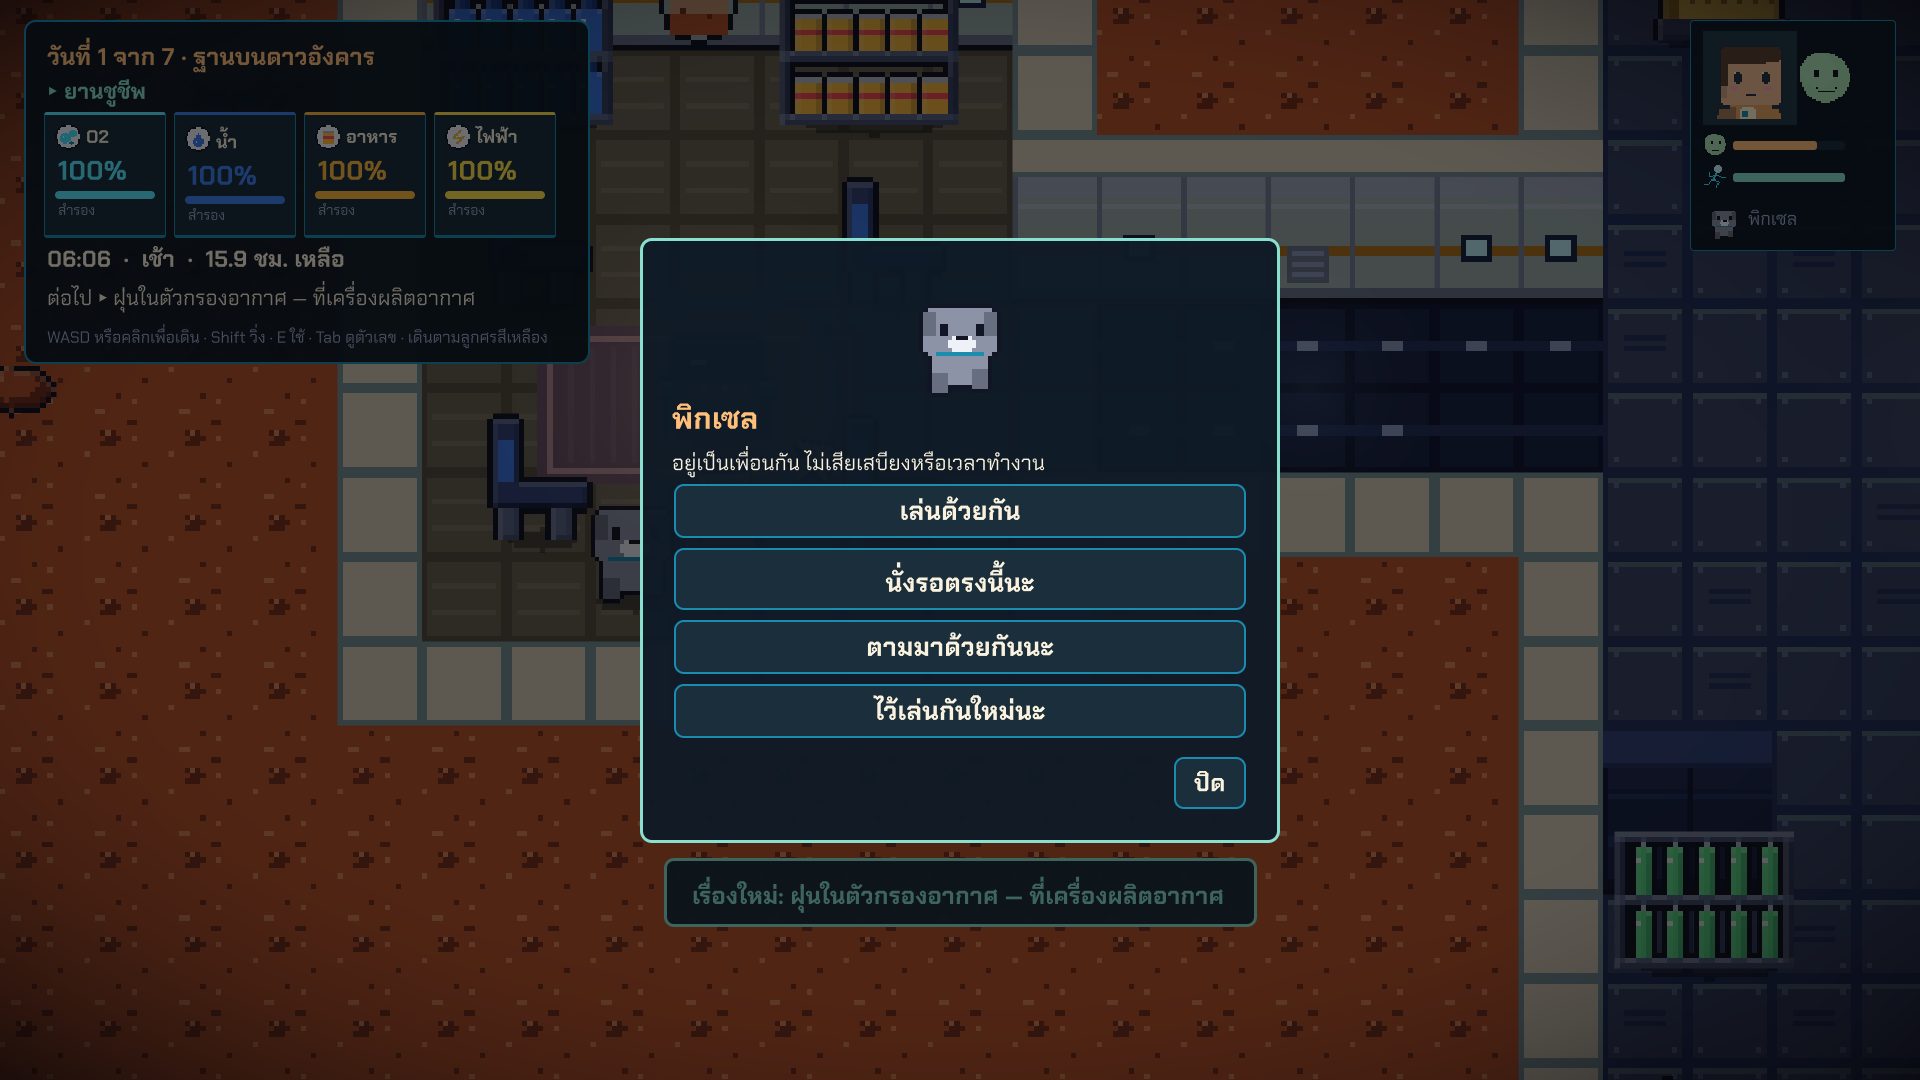 วันที่ 1 จาก 7 · ฐานบนดาวอังคาร
▸ ยานชูชีพ
O2
100%
สำรอง
น้ำ
100%
สำรอง
อาหาร
100%
สำรอง
ไฟฟ้า
100%
สำรอง
06:06 · เช้า · 15.9 ชม. เหลือ
ต่อไป ▸ ฝุ่นในตัวกรองอากาศ — ที่เครื่องผลิตอากาศ
WASD หรือคลิกเพื่อเดิน · Shift วิ่ง · E ใช้ · Tab ดูตัวเลข · เดินตามลูกศรสีเหลือง
พิกเซล
พิกเซล
อยู่เป็นเพื่อนกัน ไม่เสียเสบียงหรือเวลาทำงาน
เล่นด้วยกัน
นั่งรอตรงนี้นะ
ตามมาด้วยกันนะ
ไว้เล่นกันใหม่นะ
ปิด
เรื่องใหม่: ฝุ่นในตัวกรองอากาศ — ที่เครื่องผลิตอากาศ